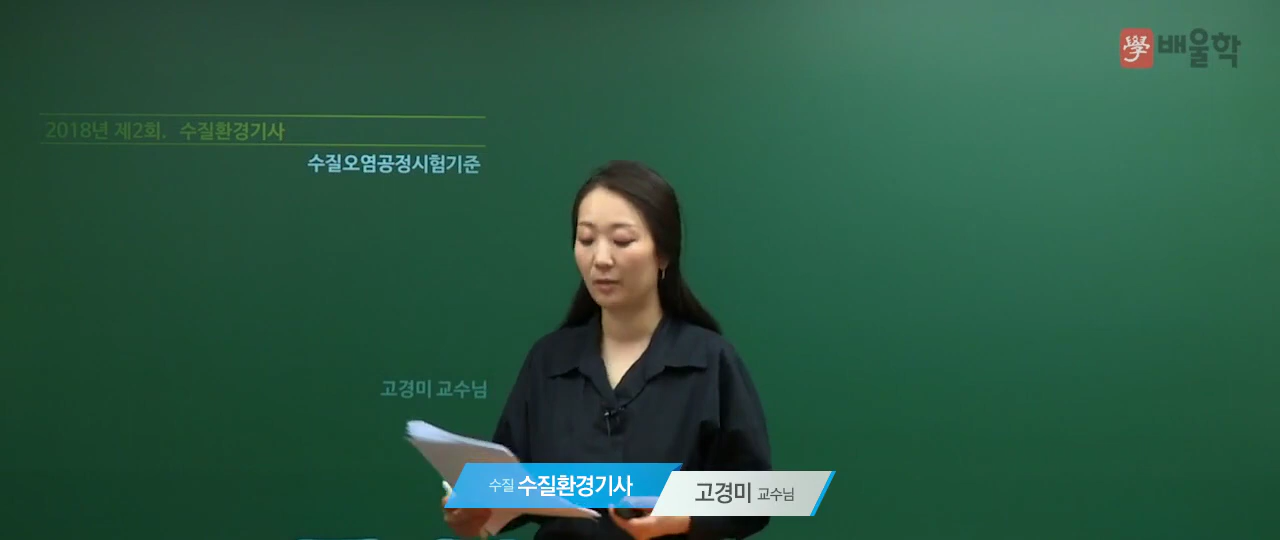 學 배울학
2018년 제2회. 수질환경기사
수질오염공정시험기준
고경미 교수님
수질 수질환경기사
고경미 교수님